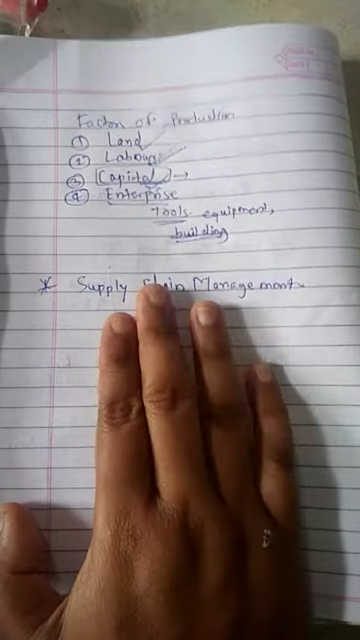 Factors of Production
① Land
② Labour
③ Capital →
④ Enterprise
Tools equipment,
building
* Supply Chain Management